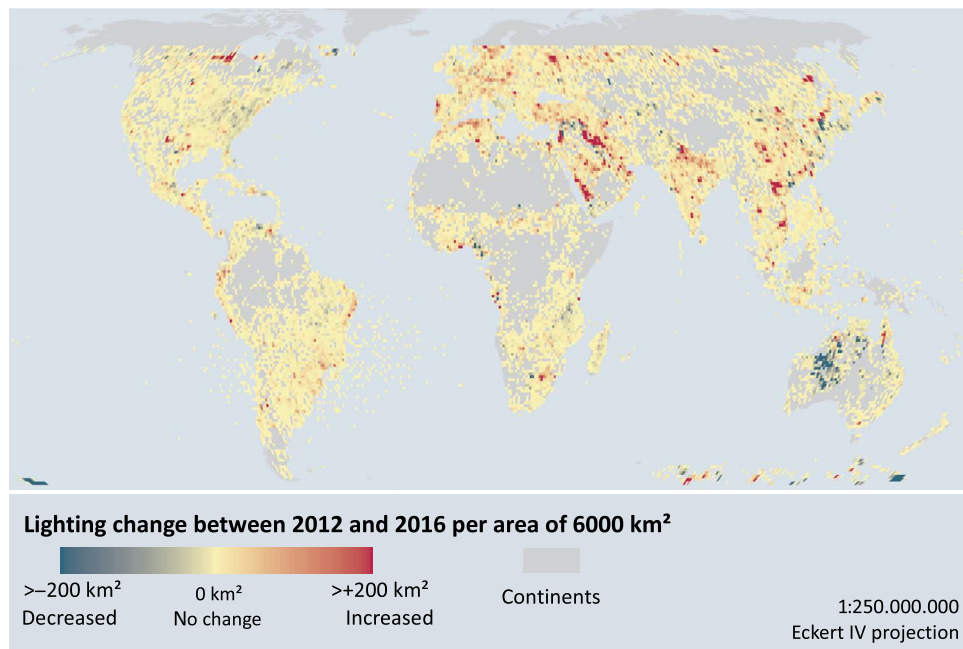 Lighting change between 2012 and 2016 per area of 6000 km²
>–200 km²
0 km²
>+200 km²
Decreased
No change
Increased
Continents
1:250.000.000
Eckert IV projection